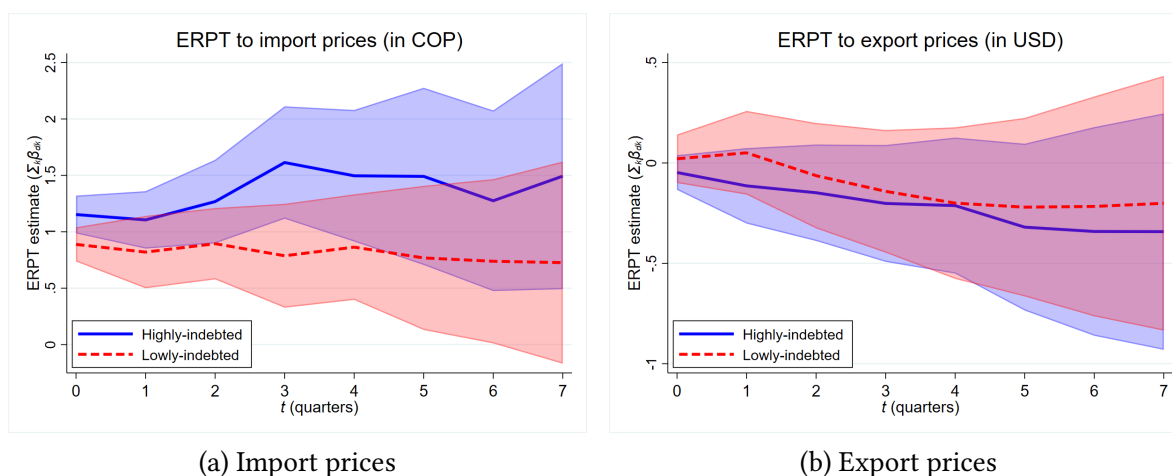 ERPT to import prices (in COP)
ERPT estimate (Σₖβdk)
2.5
2
1.5
1
.5
0
Highly-indebted
Lowly-indebted
0 1 2 3 4 5 6 7
t (quarters)
(a) Import prices
ERPT to export prices (in USD)
ERPT estimate (Σₖβdk)
.5
0
-.5
-1
Highly-indebted
Lowly-indebted
0 1 2 3 4 5 6 7
t (quarters)
(b) Export prices